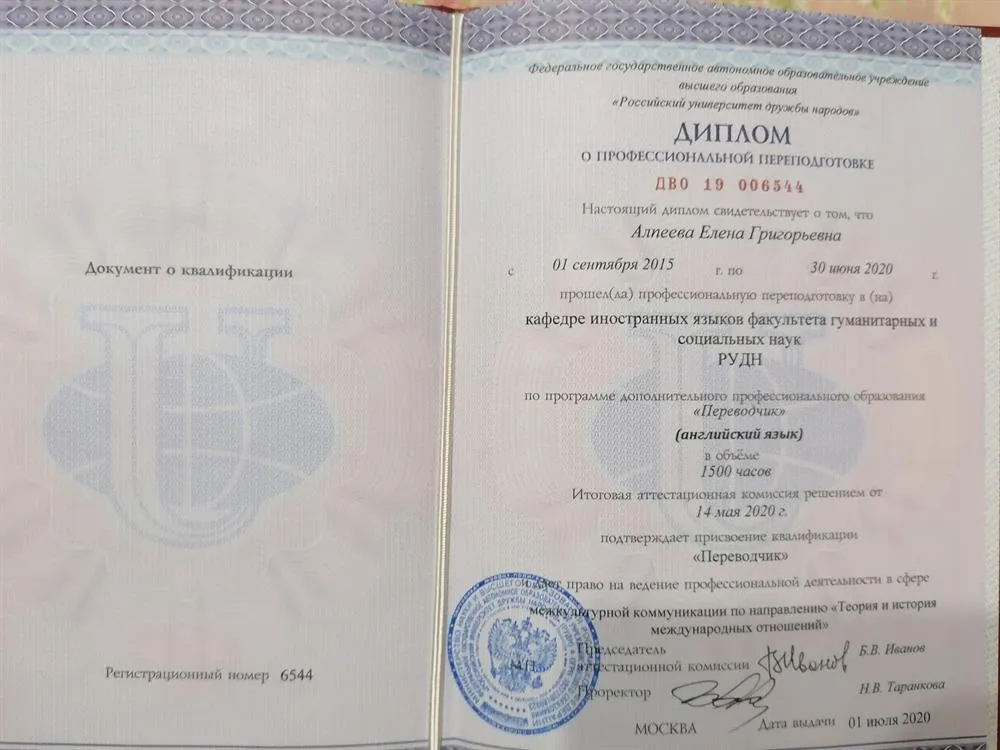 Документ о квалификации
Регистрационный номер 6544
Федеральное государственное автономное образовательное учреждение
высшего образования
«Российский университет дружбы народов»
ДИПЛОМ
О ПРОФЕССИОНАЛЬНОЙ ПЕРЕПОДГОТОВКЕ
ДВО 19 006544
Настоящий диплом свидетельствует о том, что
Алпеева Елена Григорьевна
с 01 сентября 2015 г. по 30 июня 2020 г.
прошел(ла) профессиональную переподготовку в (на)
кафедре иностранных языков факультета гуманитарных и
социальных наук
РУДН
по программе дополнительного профессионального образования
«Переводчик»
(английский язык)
в объёме
1500 часов
Итоговая аттестационная комиссия решением от
14 мая 2020 г.
подтверждает присвоение квалификации
«Переводчик»
и дает право на ведение профессиональной деятельности в сфере
межкультурной коммуникации по направлению «Теория и история
международных отношений»
М.П.
Председатель
аттестационной комиссии Б.В. Иванов
Проректор Н.В. Таранкова
МОСКВА Дата выдачи 01 июля 2020